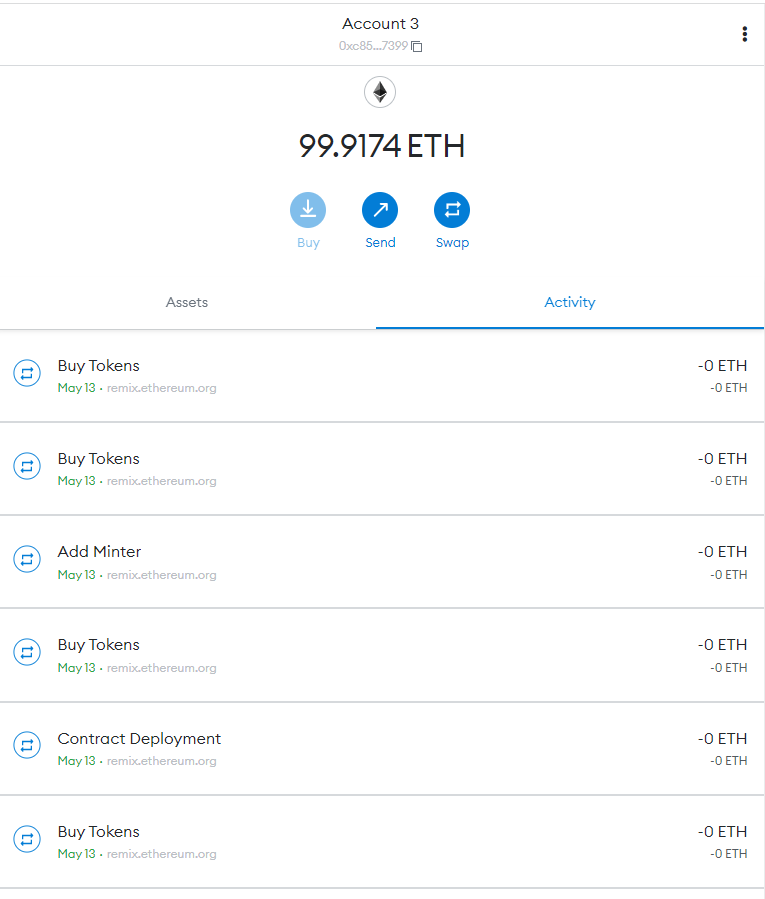 Account 3
0xc85...7399
99.9174 ETH
Buy
Send
Swap
Assets
Activity
Buy Tokens
-0 ETH
May 13 · remix.ethereum.org
-0 ETH
Buy Tokens
-0 ETH
May 13 · remix.ethereum.org
-0 ETH
Add Minter
-0 ETH
May 13 · remix.ethereum.org
-0 ETH
Buy Tokens
-0 ETH
May 13 · remix.ethereum.org
-0 ETH
Contract Deployment
-0 ETH
May 13 · remix.ethereum.org
-0 ETH
Buy Tokens
-0 ETH
May 13 · remix.ethereum.org
-0 ETH